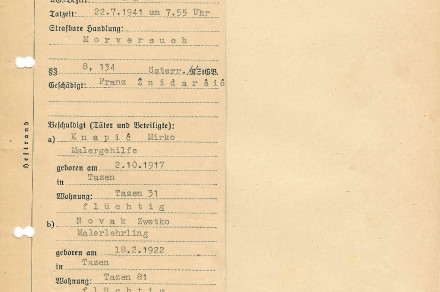 Tatzeit: 22.7.1941 um 7.55 Uhr
Strafbare Handlung:
Morversuch
§§ 8, 134 österr. StGB.
Geschädigt: Franz Žnidaršič
Beschuldigt (Täter und Beteiligte):
a) Knapič Mirko
Malergehilfe
geboren am 2.10.1917
in Tazen
Wohnung: Tazen 31
flüchtig
b) Novak Zwetko
Malerlehrling
geboren am 18.2.1922
in Tazen
Wohnung: Tazen 81
flüchtig
Heftrand